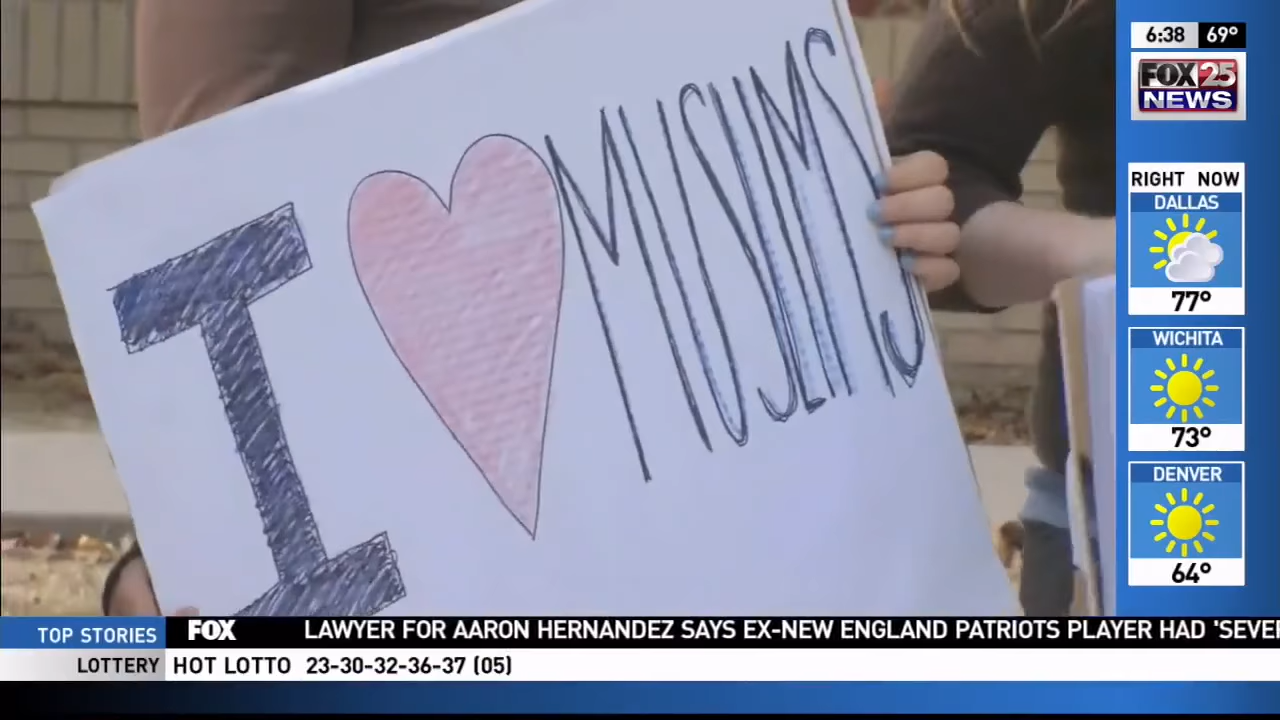 I MUSLIMS
6:38 69°
FOX 25
NEWS
RIGHT NOW
DALLAS
77°
WICHITA
73°
DENVER
64°
TOP STORIES FOX LAWYER FOR AARON HERNANDEZ SAYS EX-NEW ENGLAND PATRIOTS PLAYER HAD 'SEVE
LOTTERY HOT LOTTO 23-30-32-36-37 (05)